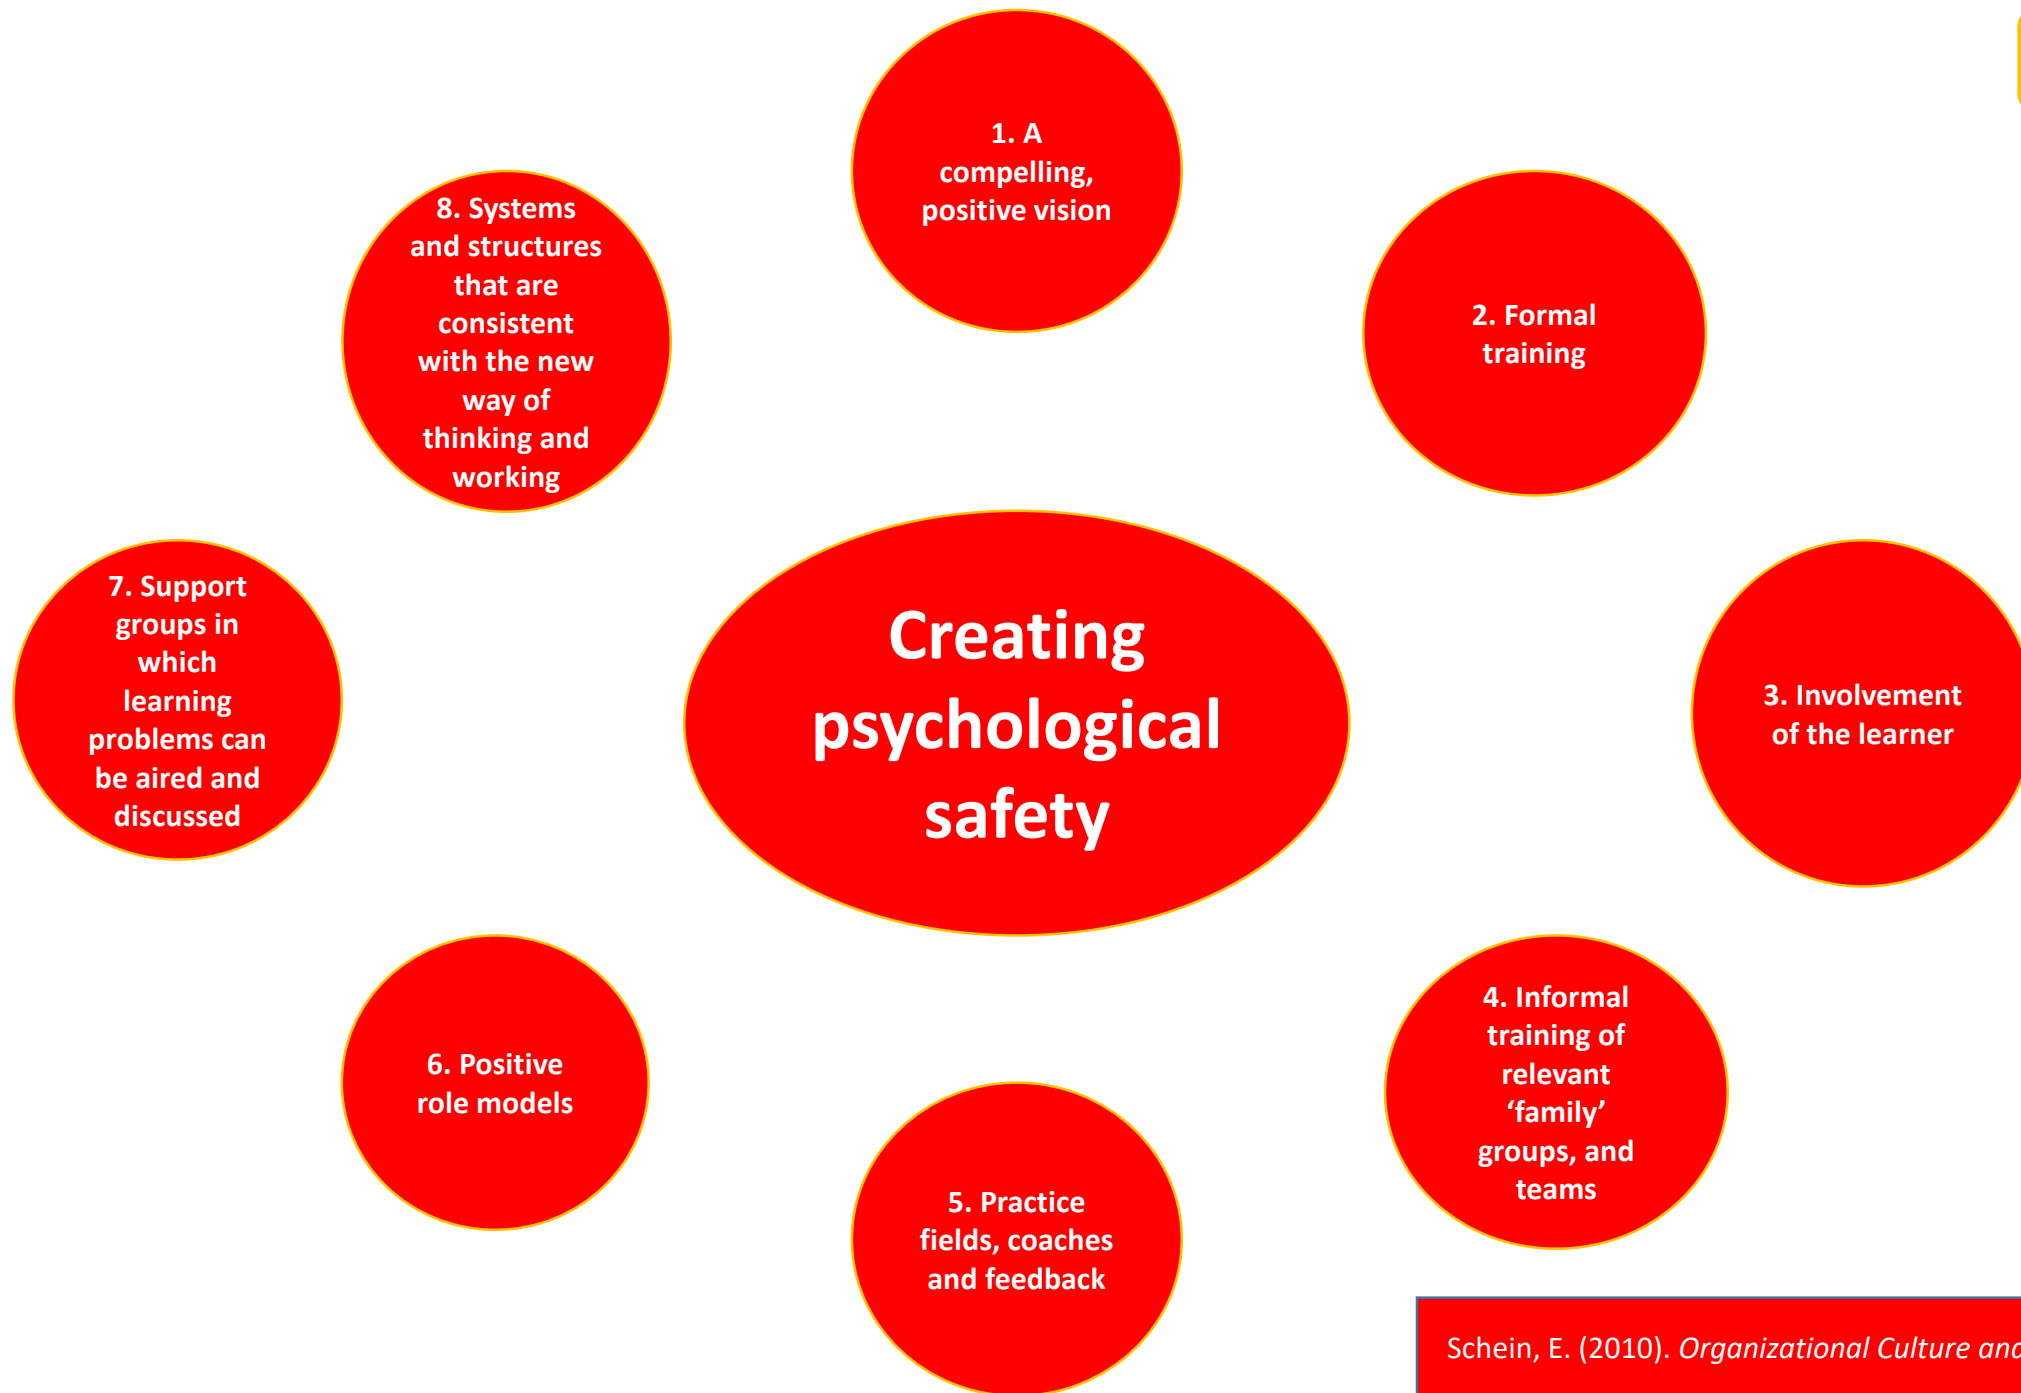 1. A
compelling,
positive vision
2. Formal
training
3. Involvement
of the learner
4. Informal
training of
relevant
‘family’
groups, and
teams
5. Practice
fields, coaches
and feedback
6. Positive
role models
7. Support
groups in
which
learning
problems can
be aired and
discussed
8. Systems
and structures
that are
consistent
with the new
way of
thinking and
working
Creating
psychological
safety
Schein, E. (2010). Organizational Culture and